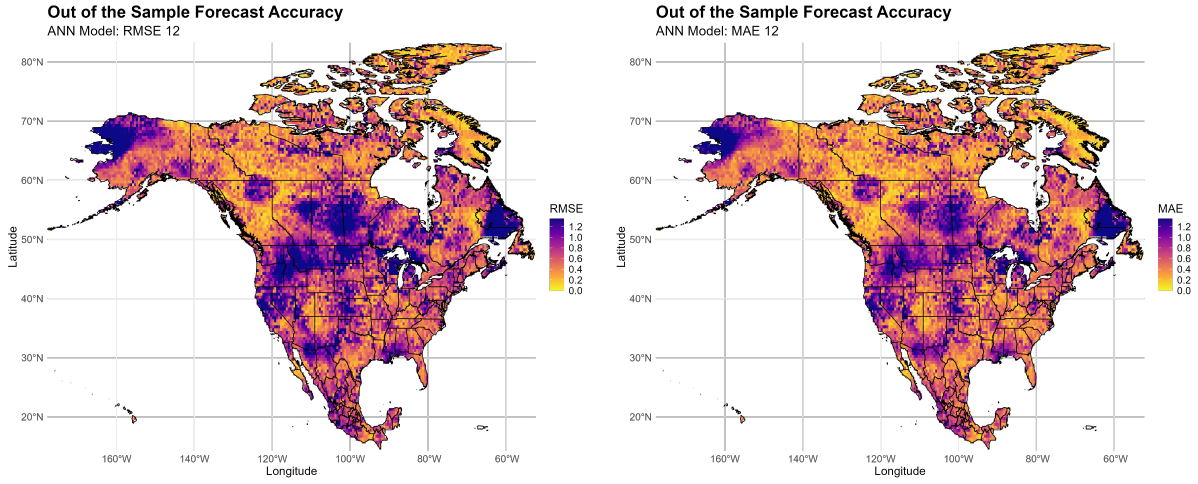 Out of the Sample Forecast Accuracy
ANN Model: RMSE 12
80°N
70°N
60°N
50°N
40°N
30°N
20°N
Latitude
160°W
140°W
120°W
100°W
80°W
60°W
Longitude
RMSE
1.2
1.0
0.8
0.6
0.4
0.2
0.0
Out of the Sample Forecast Accuracy
ANN Model: MAE 12
80°N
70°N
60°N
50°N
40°N
30°N
20°N
Latitude
160°W
140°W
120°W
100°W
80°W
60°W
Longitude
MAE
1.2
1.0
0.8
0.6
0.4
0.2
0.0